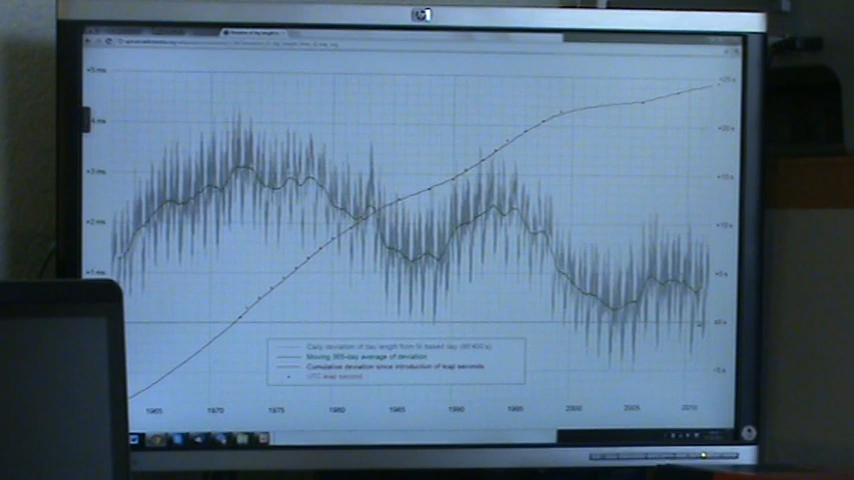 +5 ms
+25 s
4 ms
+20 s
+3 ms
+15 s
+2 ms
+10 s
+1 ms
+5 s
±0 s
-5 s
Daily deviation of day length from SI based day
Moving 365-day average of deviation
Cumulative deviation since introduction of leap seconds
UTC leap second
1965 1970 1975 1980 1985 1990 1995 2000 2005 2010